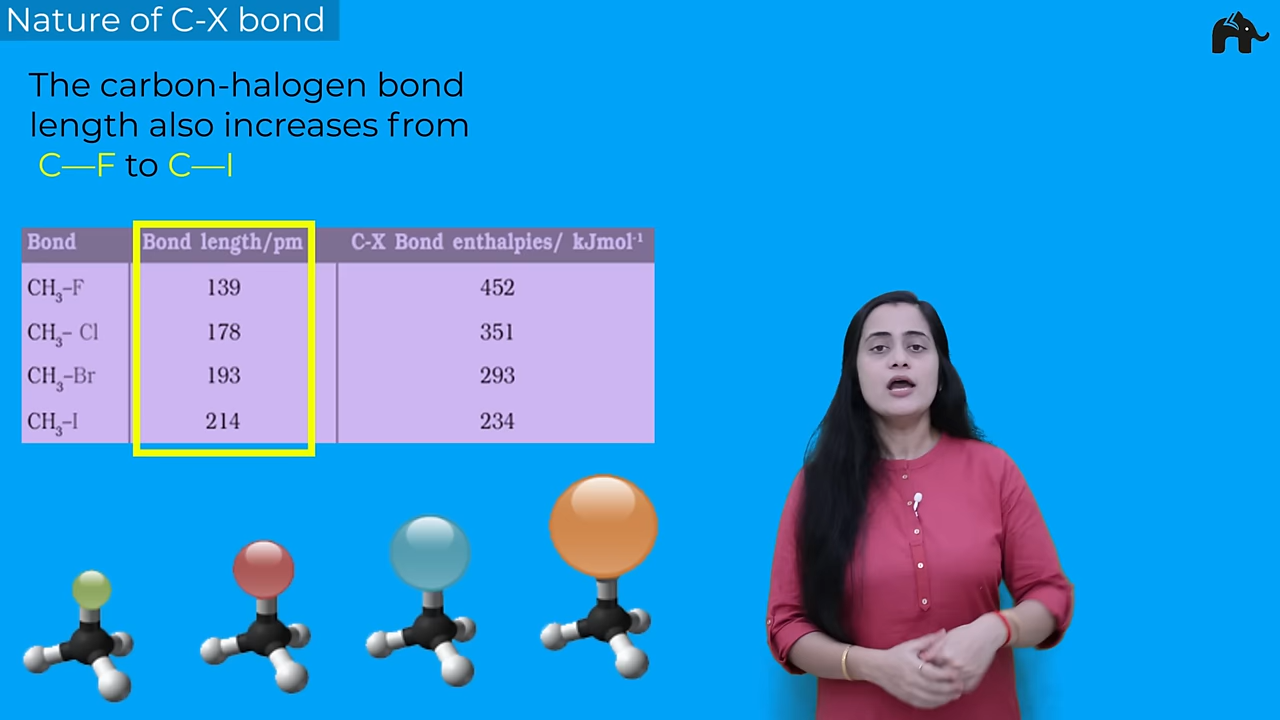 Nature of C-X bond
The carbon-halogen bond
length also increases from
C—F to C—I
Bond Bond length/pm C-X Bond enthalpies/ kJmol⁻¹
CH₃–F 139 452
CH₃– Cl 178 351
CH₃–Br 193 293
CH₃–I 214 234